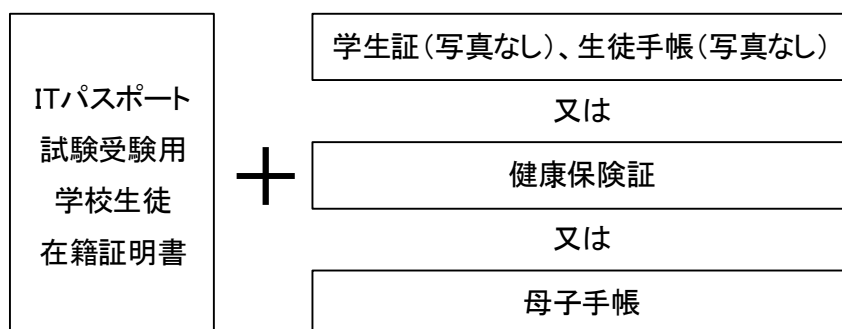 ITパスポート
試験受験用
学校生徒
在籍証明書
＋
学生証（写真なし）、生徒手帳（写真なし）
又は
健康保険証
又は
母子手帳